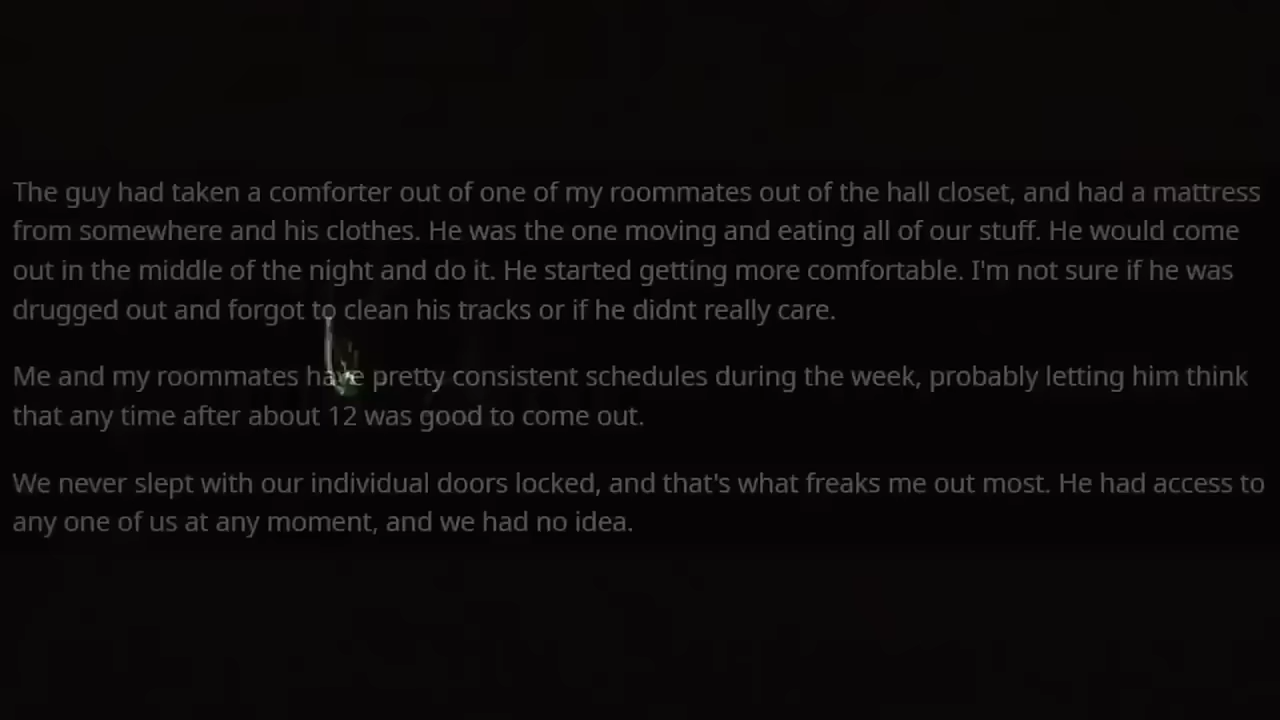 The guy had taken a comforter out of one of my roommates out of the hall closet, and had a mattress
from somewhere and his clothes. He was the one moving and eating all of our stuff. He would come
out in the middle of the night and do it. He started getting more comfortable. I'm not sure if he was
drugged out and forgot to clean his tracks or if he didnt really care.
Me and my roommates have pretty consistent schedules during the week, probably letting him think
that any time after about 12 was good to come out.
We never slept with our individual doors locked, and that's what freaks me out most. He had access to
any one of us at any moment, and we had no idea.